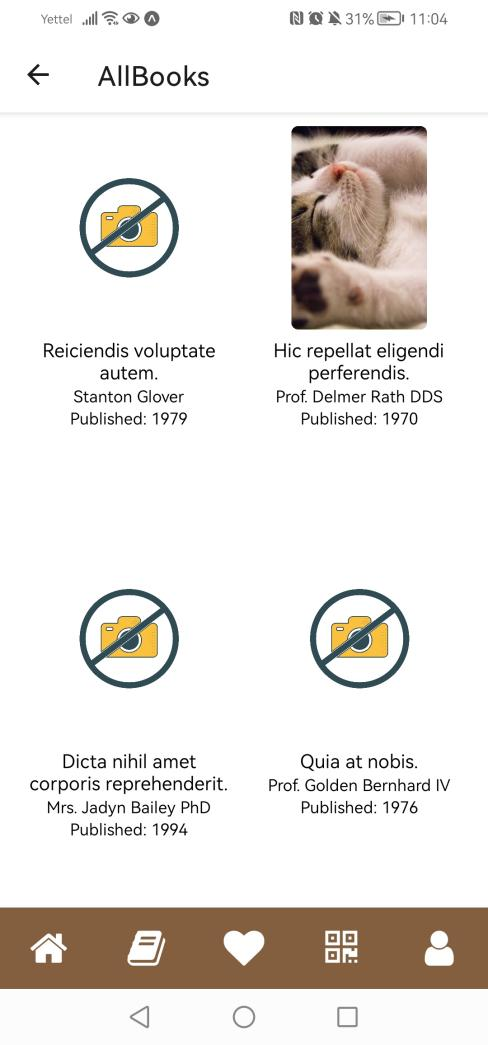 Yettel 31% 11:04
AllBooks
Reiciendis voluptate
autem.
Stanton Glover
Published: 1979
Hic repellat eligendi
perferendis.
Prof. Delmer Rath DDS
Published: 1970
Dicta nihil amet
corporis reprehenderit.
Mrs. Jadyn Bailey PhD
Published: 1994
Quia at nobis.
Prof. Golden Bernhard IV
Published: 1976